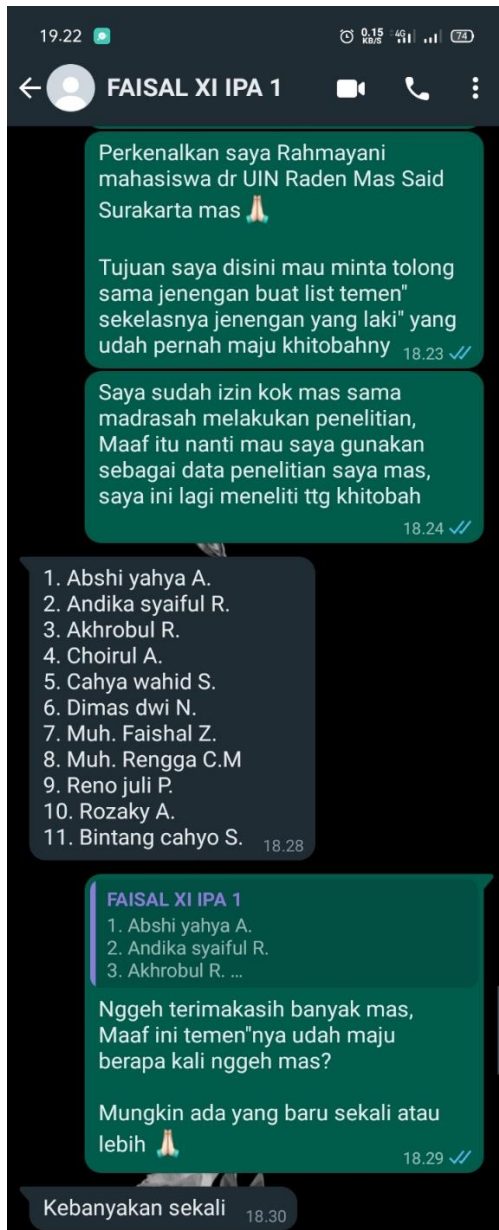 19.22 0.15 KB/S 4G 74
FAISAL XI IPA 1
Perkenalkan saya Rahmayani
mahasiswa dr UIN Raden Mas Said
Surakarta mas 🙏🏻
Tujuan saya disini mau minta tolong
sama jenengan buat list temen"
sekelasnya jenengan yang laki" yang
udah pernah maju khitobahny 18.23
Saya sudah izin kok mas sama
madrasah melakukan penelitian,
Maaf itu nanti mau saya gunakan
sebagai data penelitian saya mas,
saya ini lagi meneliti ttg khitobah
18.24
1. Abshi yahya A.
2. Andika syaiful R.
3. Akhrobul R.
4. Choirul A.
5. Cahya wahid S.
6. Dimas dwi N.
7. Muh. Faishal Z.
8. Muh. Rengga C.M
9. Reno juli P.
10. Rozaky A.
11. Bintang cahyo S. 18.28
FAISAL XI IPA 1
1. Abshi yahya A.
2. Andika syaiful R.
3. Akhrobul R. ...
Nggeh terimakasih banyak mas,
Maaf ini temen"nya udah maju
berapa kali nggeh mas?
Mungkin ada yang baru sekali atau
lebih 🙏🏻
18.29
Kebanyakan sekali 18.30